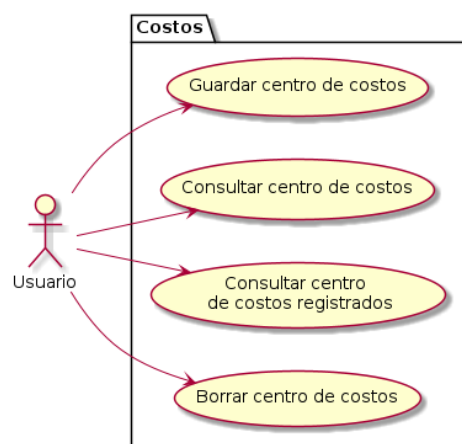 Costos
Guardar centro de costos
Consultar centro de costos
Usuario
Consultar centro
de costos registrados
Borrar centro de costos